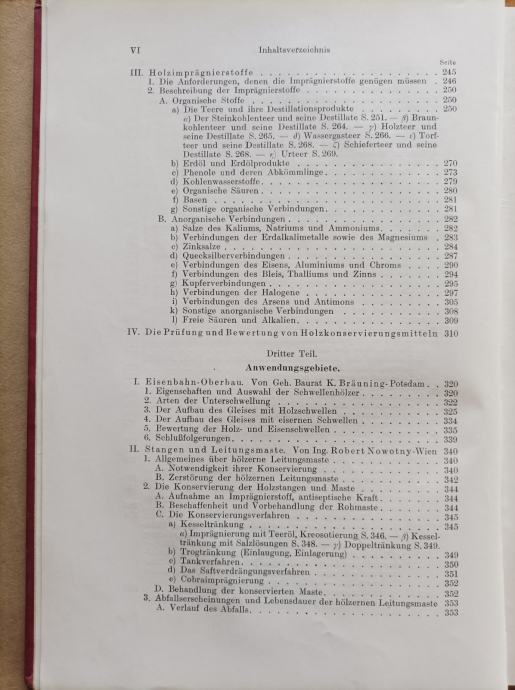 VI Inhaltsverzeichnis
Seite
III. Holzimprägnierstoffe . . . . . . . . . . . . . . . . 245
1. Die Anforderungen, denen die Imprägnierstoffe genügen müssen . 246
2. Beschreibung der Imprägnierstoffe . . . . . . . . . . . . 250
A. Organische Stoffe . . . . . . . . . . . . . . . . . 250
a) Die Teere und ihre Destillationsprodukte . . . . . . . . 250
α) Der Steinkohlenteer und seine Destillate S. 251. — β) Braun-
kohlenteer und seine Destillate S. 264. — γ) Holzteer und
seine Destillate S. 265. — δ) Wassergasteer S. 266. — ε) Torf-
teer und seine Destillate S. 268. — ζ) Schieferteer und seine
Destillate S. 268. — η) Urteer S. 269.
b) Erdöl und Erdölprodukte . . . . . . . . . . . . . 270
c) Phenole und deren Abkömmlinge. . . . . . . . . . . 273
d) Kohlenwasserstoffe. . . . . . . . . . . . . . . . 279
e) Organische Säuren. . . . . . . . . . . . . . . . 280
f) Basen . . . . . . . . . . . . . . . . . . . . 281
g) Sonstige organische Verbindungen. . . . . . . . . . . 281
B. Anorganische Verbindungen . . . . . . . . . . . . . . 282
a) Salze des Kaliums, Natriums und Ammoniums. . . . . . . 282
b) Verbindungen der Erdalkalimetalle sowie des Magnesiums . 283
c) Zinksalze . . . . . . . . . . . . . . . . . . . 284
d) Quecksilberverbindungen . . . . . . . . . . . . . . 287
e) Verbindungen des Eisens, Aluminiums und Chroms . . . . 290
f) Verbindungen des Bleis, Thalliums und Zinns . . . . . . 294
g) Kupferverbindungen . . . . . . . . . . . . . . . . 295
h) Verbindungen der Halogene . . . . . . . . . . . . . 297
i) Verbindungen des Arsens und Antimons . . . . . . . . 305
k) Sonstige anorganische Verbindungen . . . . . . . . . 308
l) Freie Säuren und Alkalien. . . . . . . . . . . . . . 309
IV. Die Prüfung und Bewertung von Holzkonservierungsmitteln 310
Dritter Teil.
Anwendungsgebiete.
I. Eisenbahn-Oberbau. Von Geh. Baurat K. Bräuning-Potsdam . . 320
1. Eigenschaften und Auswahl der Schwellenhölzer . . . . . . . 320
2. Arten der Unterschwellung . . . . . . . . . . . . . . . 322
3. Der Aufbau des Gleises mit Holzschwellen . . . . . . . . . 325
4. Der Aufbau des Gleises mit eisernen Schwellen . . . . . . . 334
5. Bewertung der Holz- und Eisenschwellen . . . . . . . . . . 335
6. Schlußfolgerungen. . . . . . . . . . . . . . . . . . . 339
II. Stangen und Leitungsmaste. Von Ing. Robert Nowotny-Wien 340
1. Allgemeines über hölzerne Leitungsmaste . . . . . . . . . . 340
A. Notwendigkeit ihrer Konservierung . . . . . . . . . . . 340
B. Zerstörung der hölzernen Leitungsmaste . . . . . . . . . 342
2. Die Konservierung der Holzstangen und Maste . . . . . . . . 344
A. Aufnahme an Imprägnierstoff, antiseptische Kraft. . . . . . 344
B. Beschaffenheit und Vorbehandlung der Rohmaste. . . . . . 344
C. Die Konservierungsverfahren . . . . . . . . . . . . . 345
a) Kesseltränkung . . . . . . . . . . . . . . . . . 345
α) Imprägnierung mit Teeröl, Kreosotierung S. 346. — β) Kessel-
tränkung mit Salzlösungen S. 348. — γ) Doppeltränkung S. 349.
b) Trogtränkung (Einlaugung, Einlagerung) . . . . . . . . 349
c) Tankverfahren. . . . . . . . . . . . . . . . . . 350
d) Das Saftverdrängungsverfahren . . . . . . . . . . . 351
e) Cobraimprägnierung . . . . . . . . . . . . . . . 352
D. Behandlung der konservierten Maste. . . . . . . . . . . 352
3. Abfallserscheinungen und Lebensdauer der hölzernen Leitungsmaste 353
A. Verlauf des Abfalls. . . . . . . . . . . . . . . . . 353